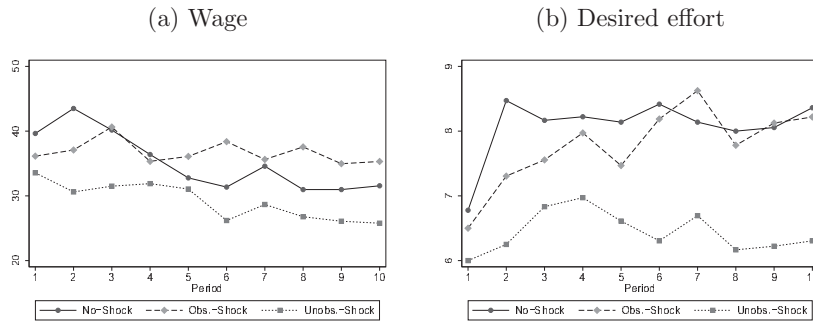 (a) Wage
(b) Desired effort
50
40
30
20
1 2 3 4 5 6 7 8 9 10
Period
No-Shock Obs.-Shock Unobs.-Shock
9
8
7
6
1 2 3 4 5 6 7 8 9 1
Period
No-Shock Obs.-Shock Unobs.-Shock